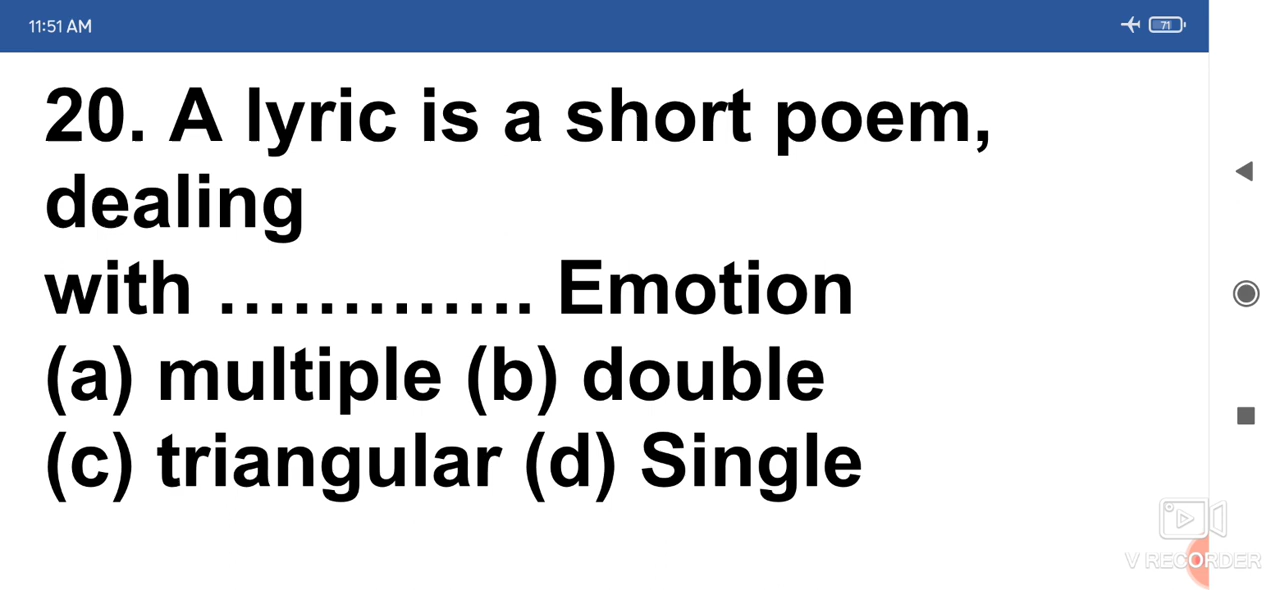 11:51 AM
71
20. A lyric is a short poem,
dealing
with ............. Emotion
(a) multiple (b) double
(c) triangular (d) Single
V RECORDER